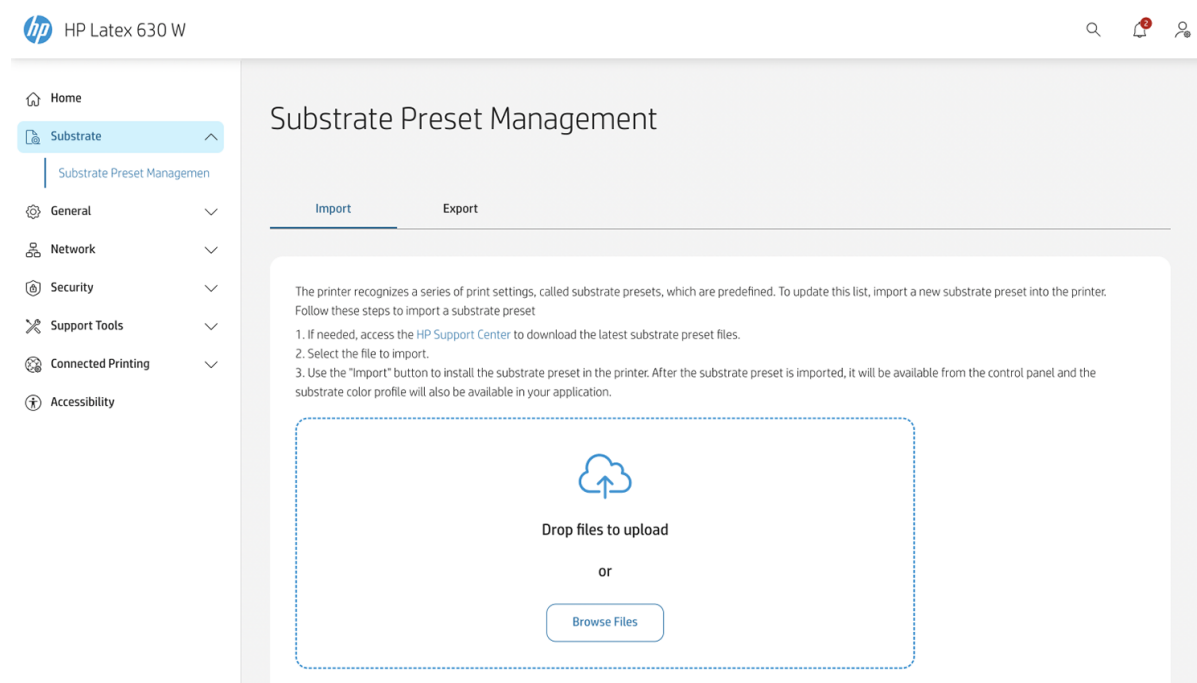 hp HP Latex 630 W
2
Home
Substrate
Substrate Preset Managemen
General
Network
Security
Support Tools
Connected Printing
Accessibility
Substrate Preset Management
Import Export
The printer recognizes a series of print settings, called substrate presets, which are predefined. To update this list, import a new substrate preset into the printer.
Follow these steps to import a substrate preset
1. If needed, access the HP Support Center to download the latest substrate preset files.
2. Select the file to import.
3. Use the "Import" button to install the substrate preset in the printer. After the substrate preset is imported, it will be available from the control panel and the
substrate color profile will also be available in your application.
Drop files to upload
or
Browse Files